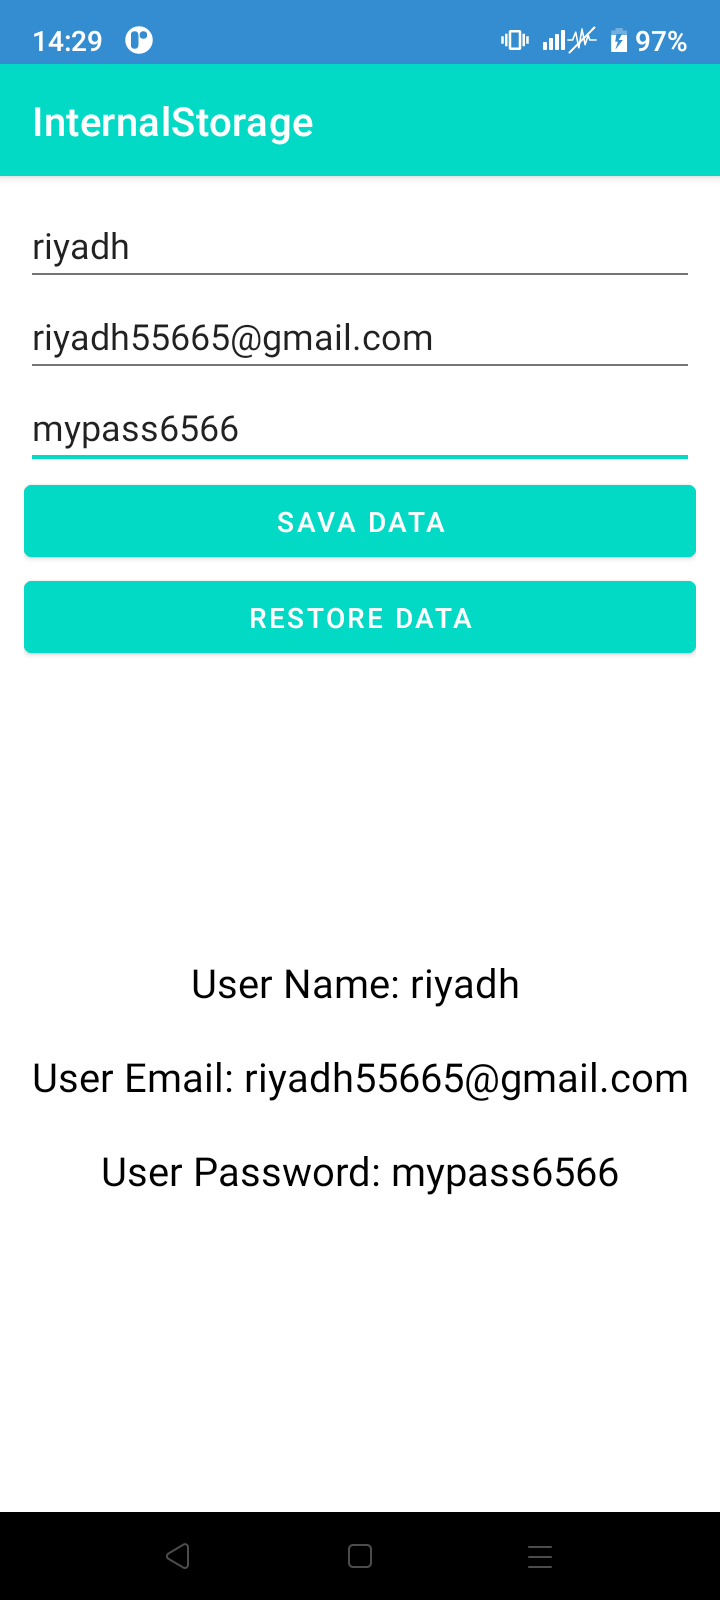 14:29 97%
InternalStorage
riyadh
riyadh55665@gmail.com
mypass6566
SAVA DATA
RESTORE DATA
User Name: riyadh
User Email: riyadh55665@gmail.com
User Password: mypass6566